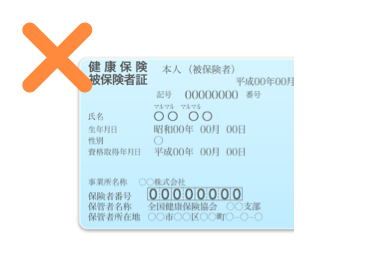 健康保険
被保険者証
本人（被保険者）
平成00年00月
記号 00000000 番号
マルマル マルマル
氏名 〇〇 〇〇
生年月日 昭和00年 00月 00日
性別 〇
資格取得年月日 平成00年 00月 00日
事業所名称 〇〇株式会社
保険者番号 00000000
保管者名称 全国健康保険協会 〇〇支部
保管者所在地 〇〇市〇〇区〇〇町〇-〇-〇